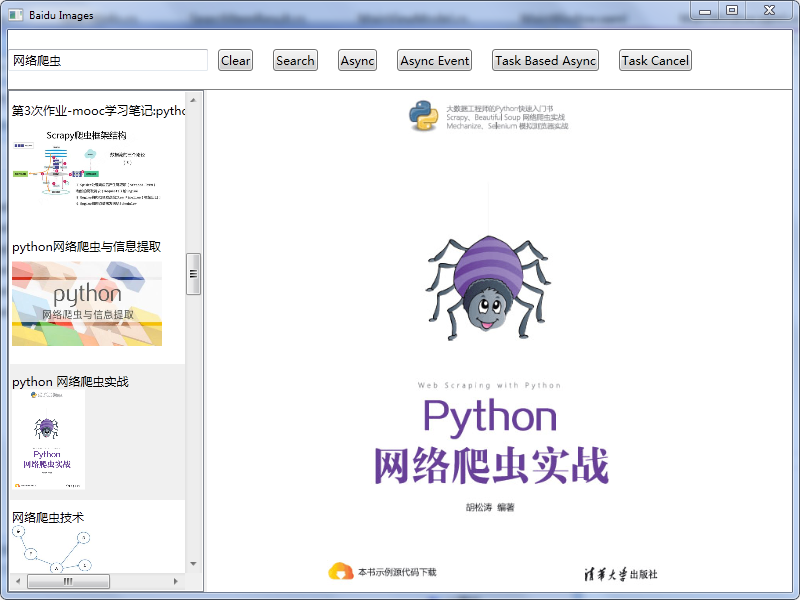 Baidu Images
网络爬虫
Clear
Search
Async
Async Event
Task Based Async
Task Cancel
第3次作业-mooc学习笔记:pytho
Scrapy爬虫框架结构
python网络爬虫与信息提取
python
网络爬虫与信息提取
python 网络爬虫实战
Python
网络爬虫实战
网络爬虫技术
大数据工程师的Python快速入门书
Scrapy、Beautiful Soup 网络爬虫实战
Mechanize、Selenium 模拟浏览器实战
Web Scraping with Python
Python
网络爬虫实战
胡松涛 编著
本书示例源代码下载
清华大学出版社